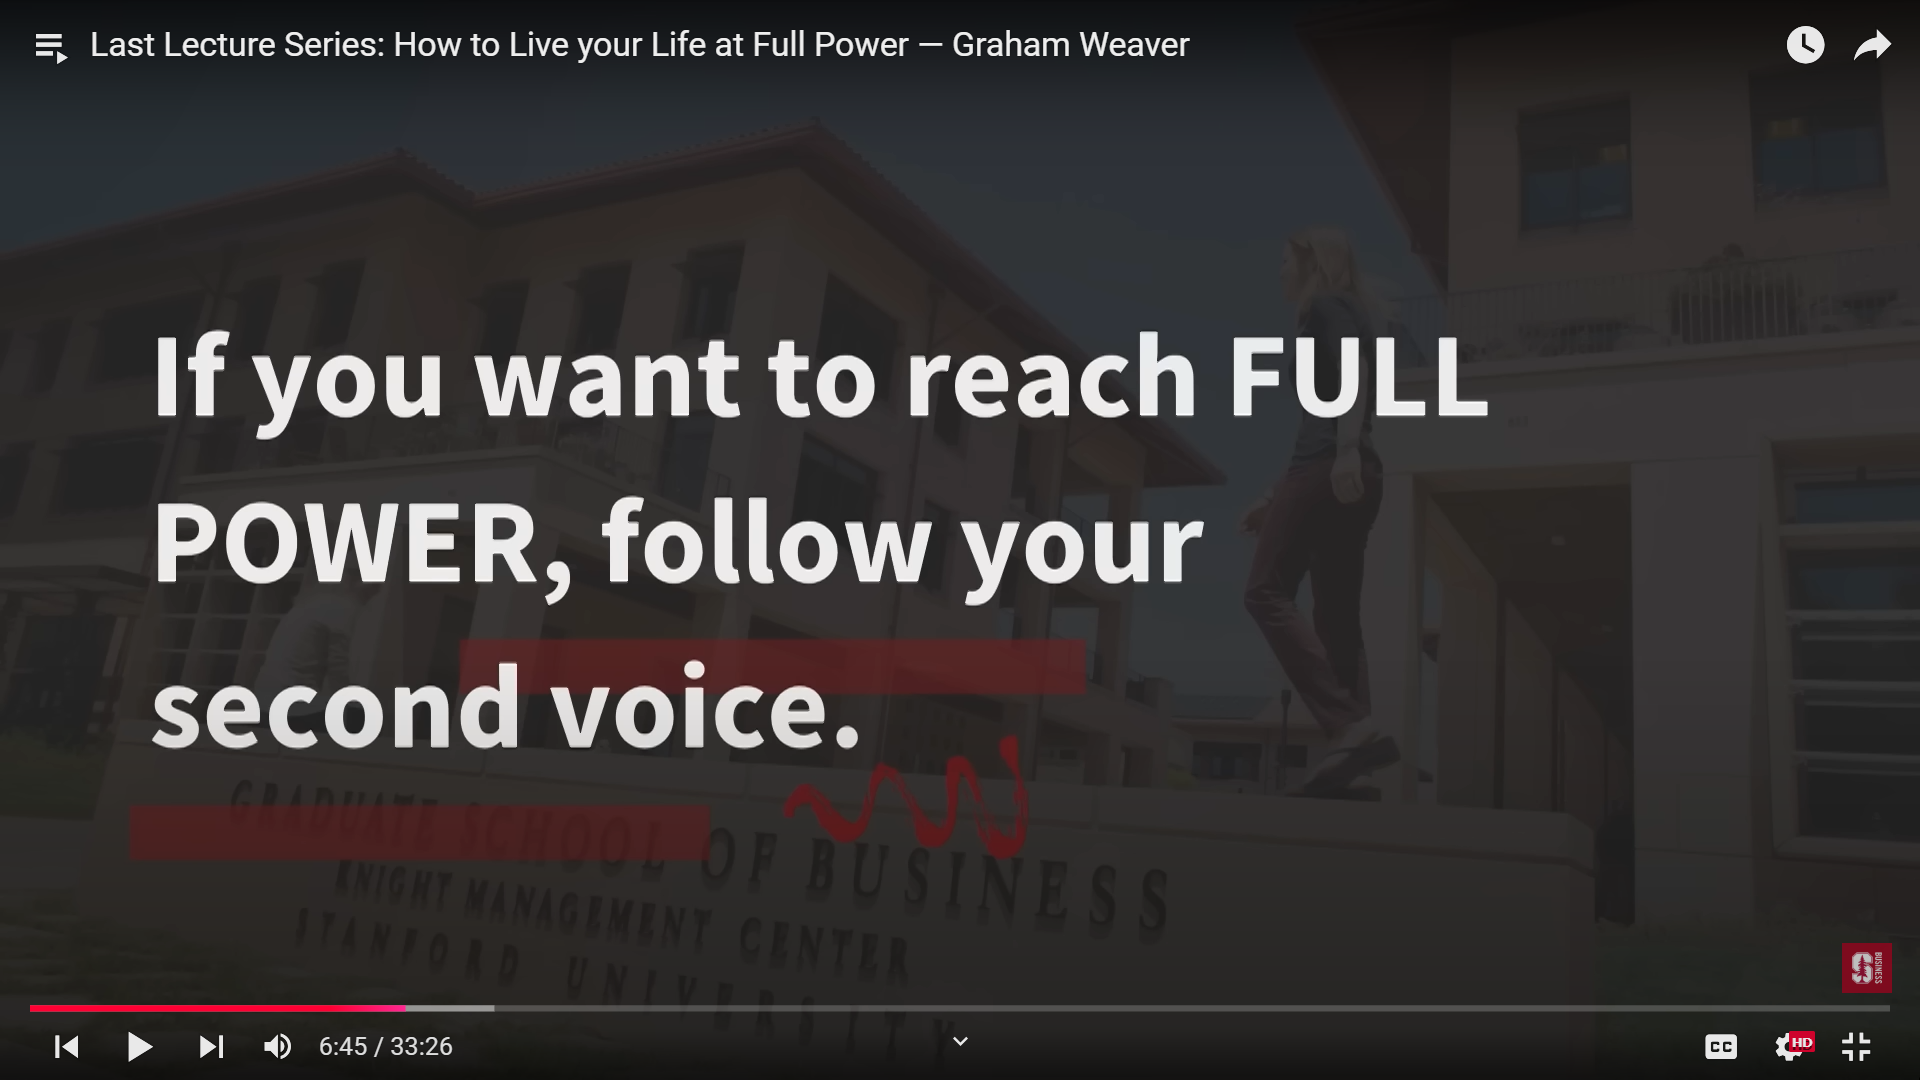 Last Lecture Series: How to Live your Life at Full Power — Graham Weaver
If you want to reach FULL
POWER, follow your
second voice.
GRADUATE SCHOOL OF BUSINESS
KNIGHT MANAGEMENT CENTER
STANFORD UNIVERSITY
S BUSINESS
6:45 / 33:26
CC
HD